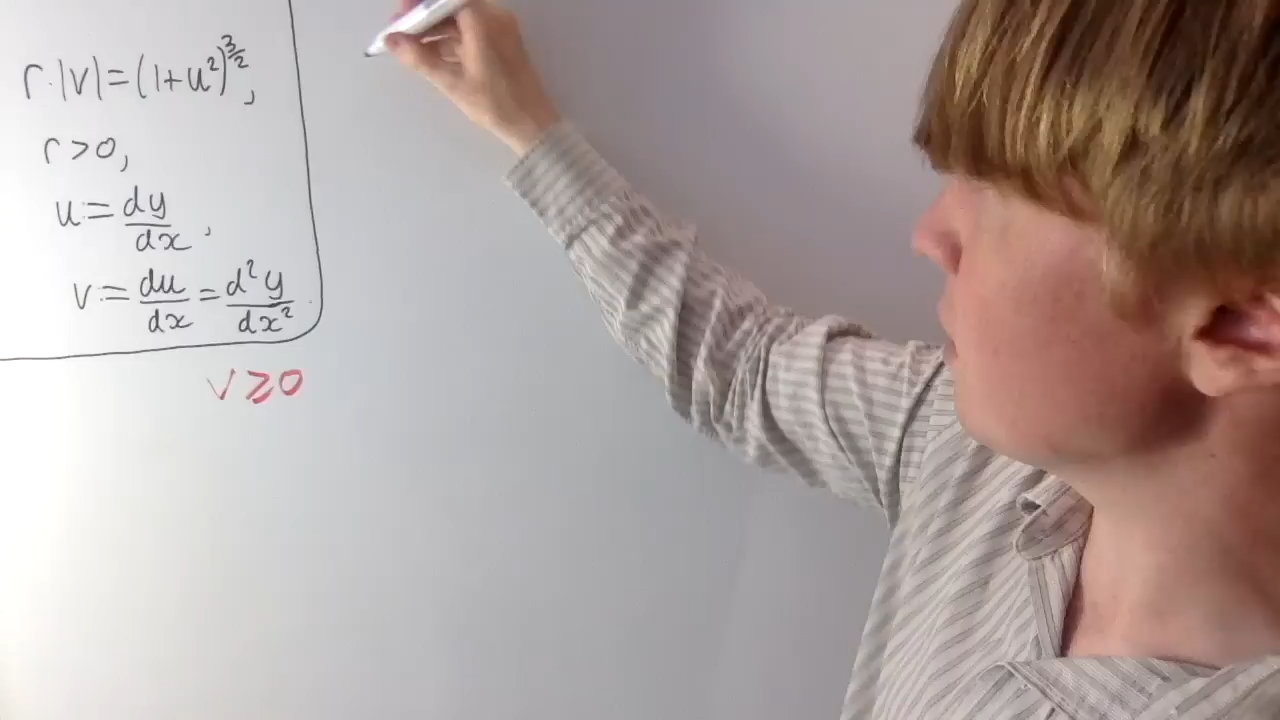 r·|v|=(1+u²)^{3/2},
r>0,
u:=dy/dx,
v:=du/dx=d²y/dx².
v≥0